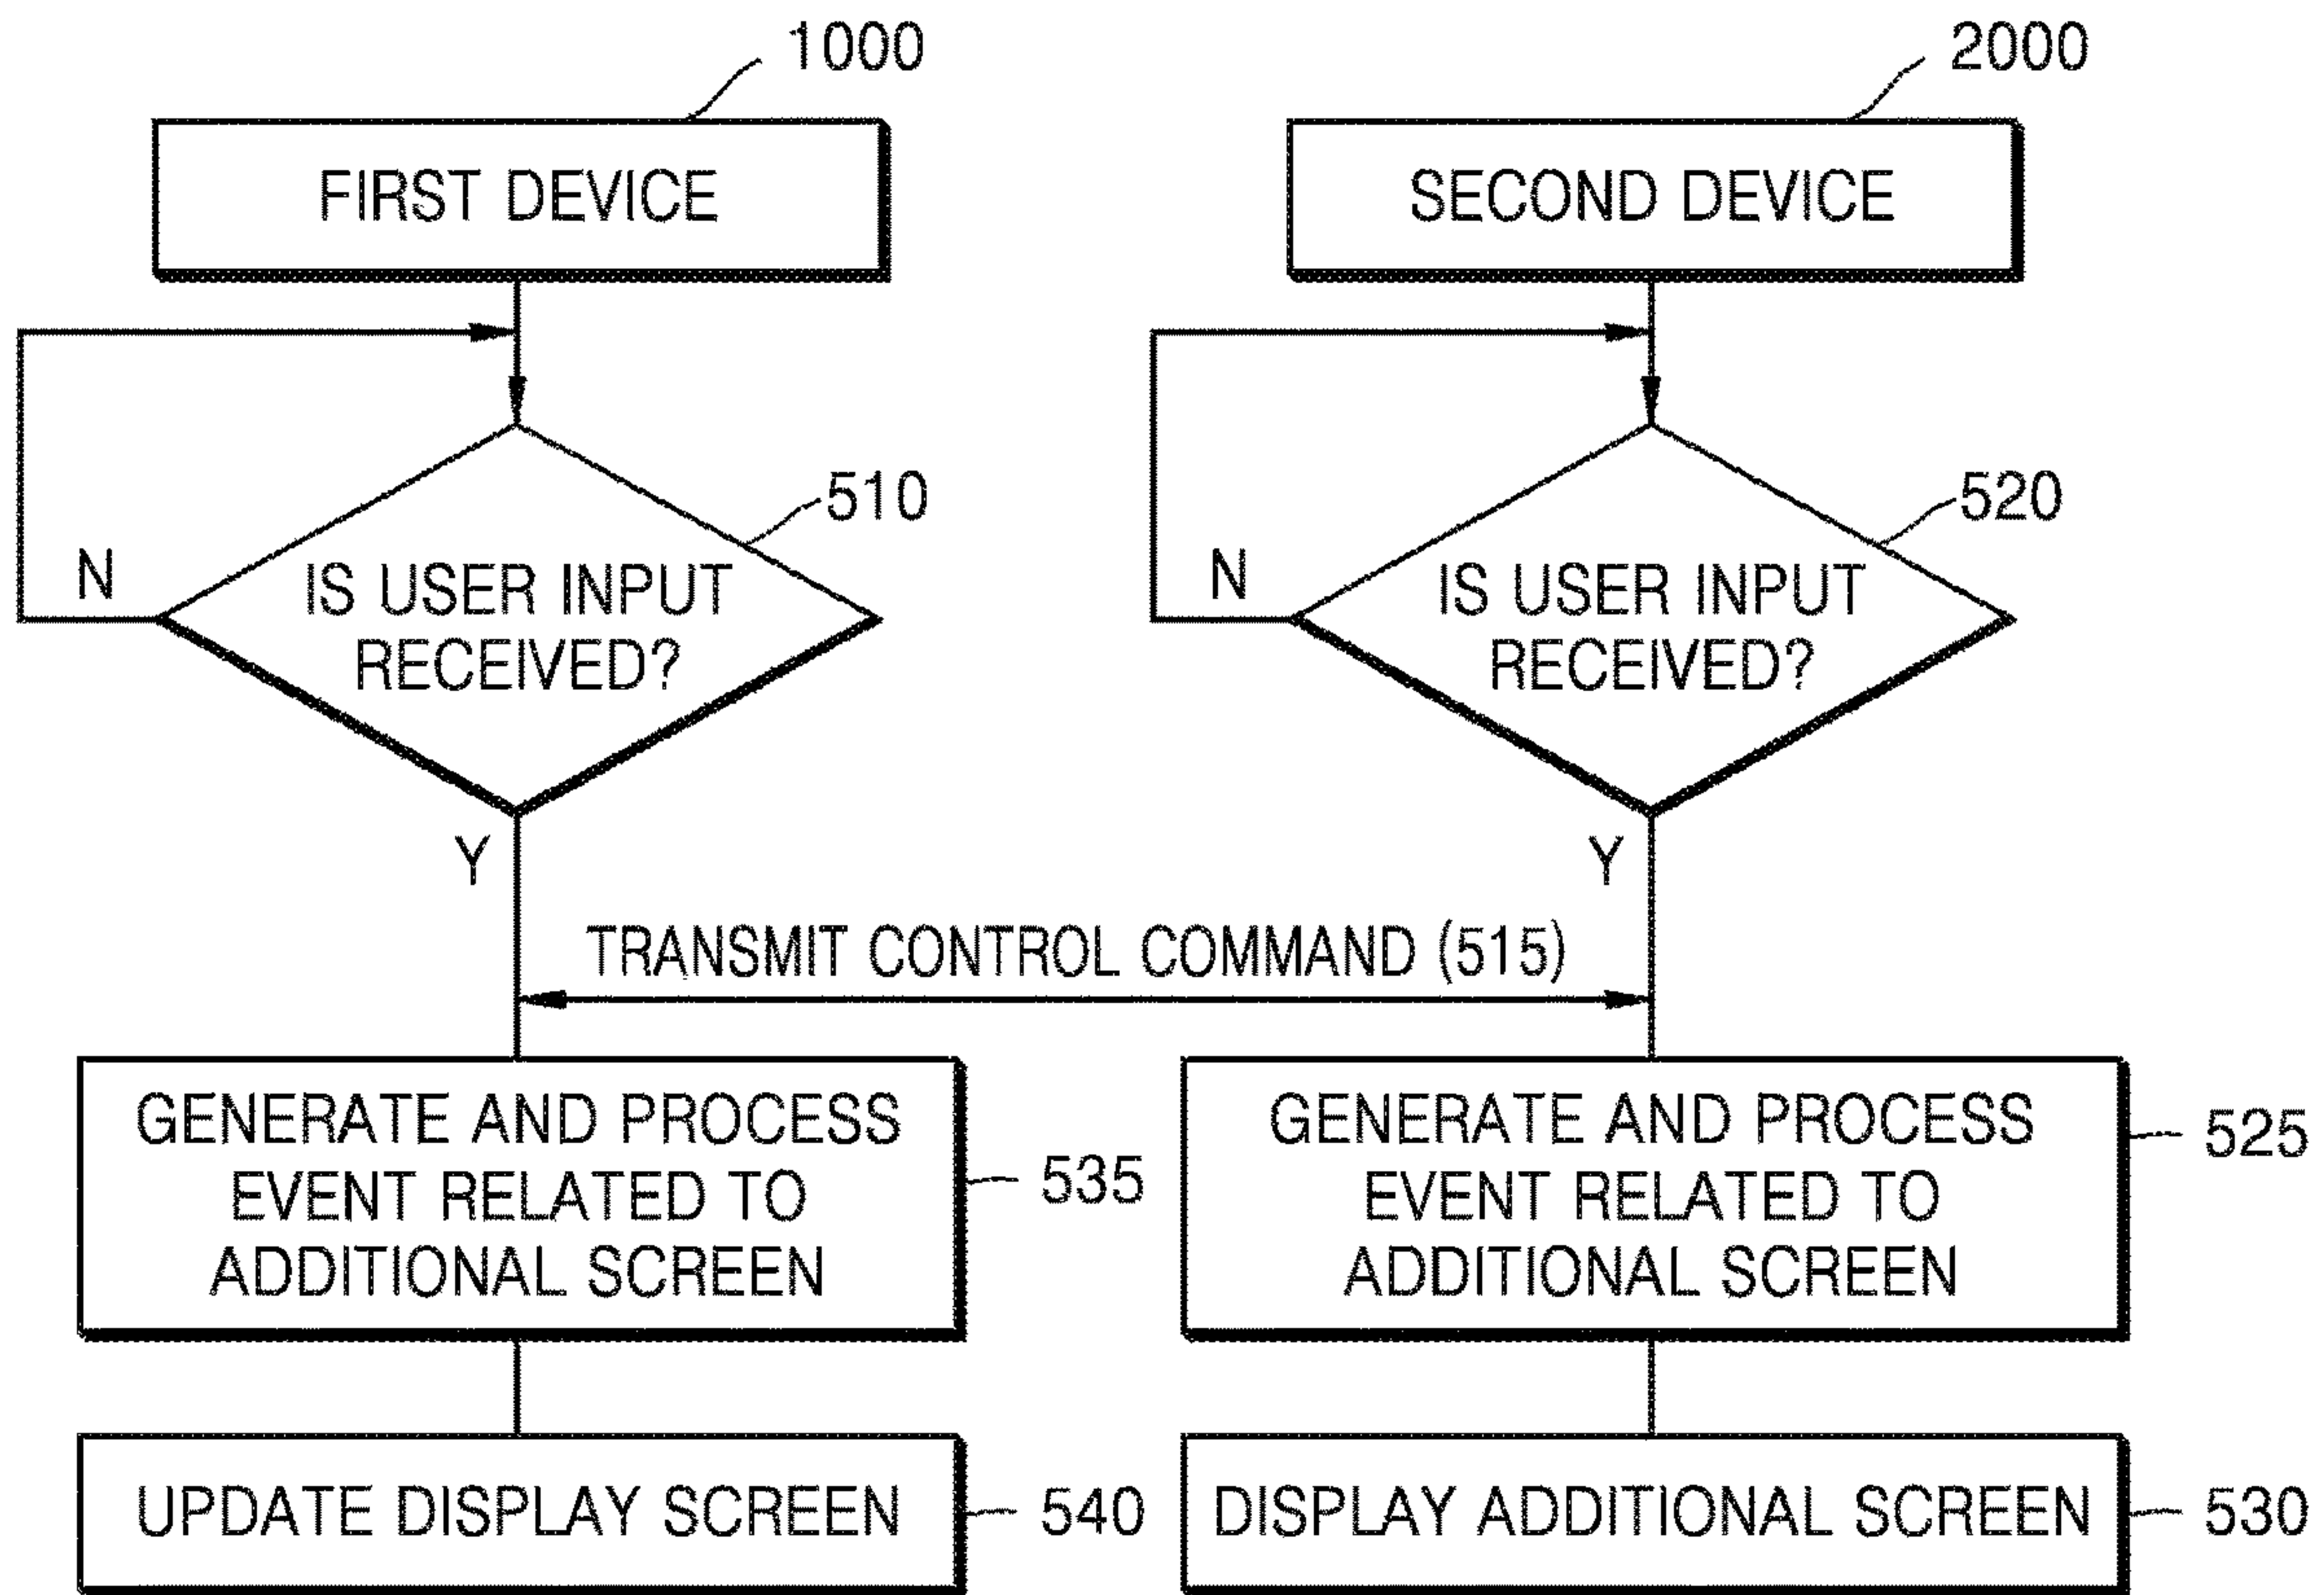 1000
2000
FIRST DEVICE
SECOND DEVICE
510
520
N
IS USER INPUT
RECEIVED?
N
IS USER INPUT
RECEIVED?
Y
Y
TRANSMIT CONTROL COMMAND (515)
GENERATE AND PROCESS
EVENT RELATED TO
ADDITIONAL SCREEN
535
GENERATE AND PROCESS
EVENT RELATED TO
ADDITIONAL SCREEN
525
UPDATE DISPLAY SCREEN
540
DISPLAY ADDITIONAL SCREEN
530